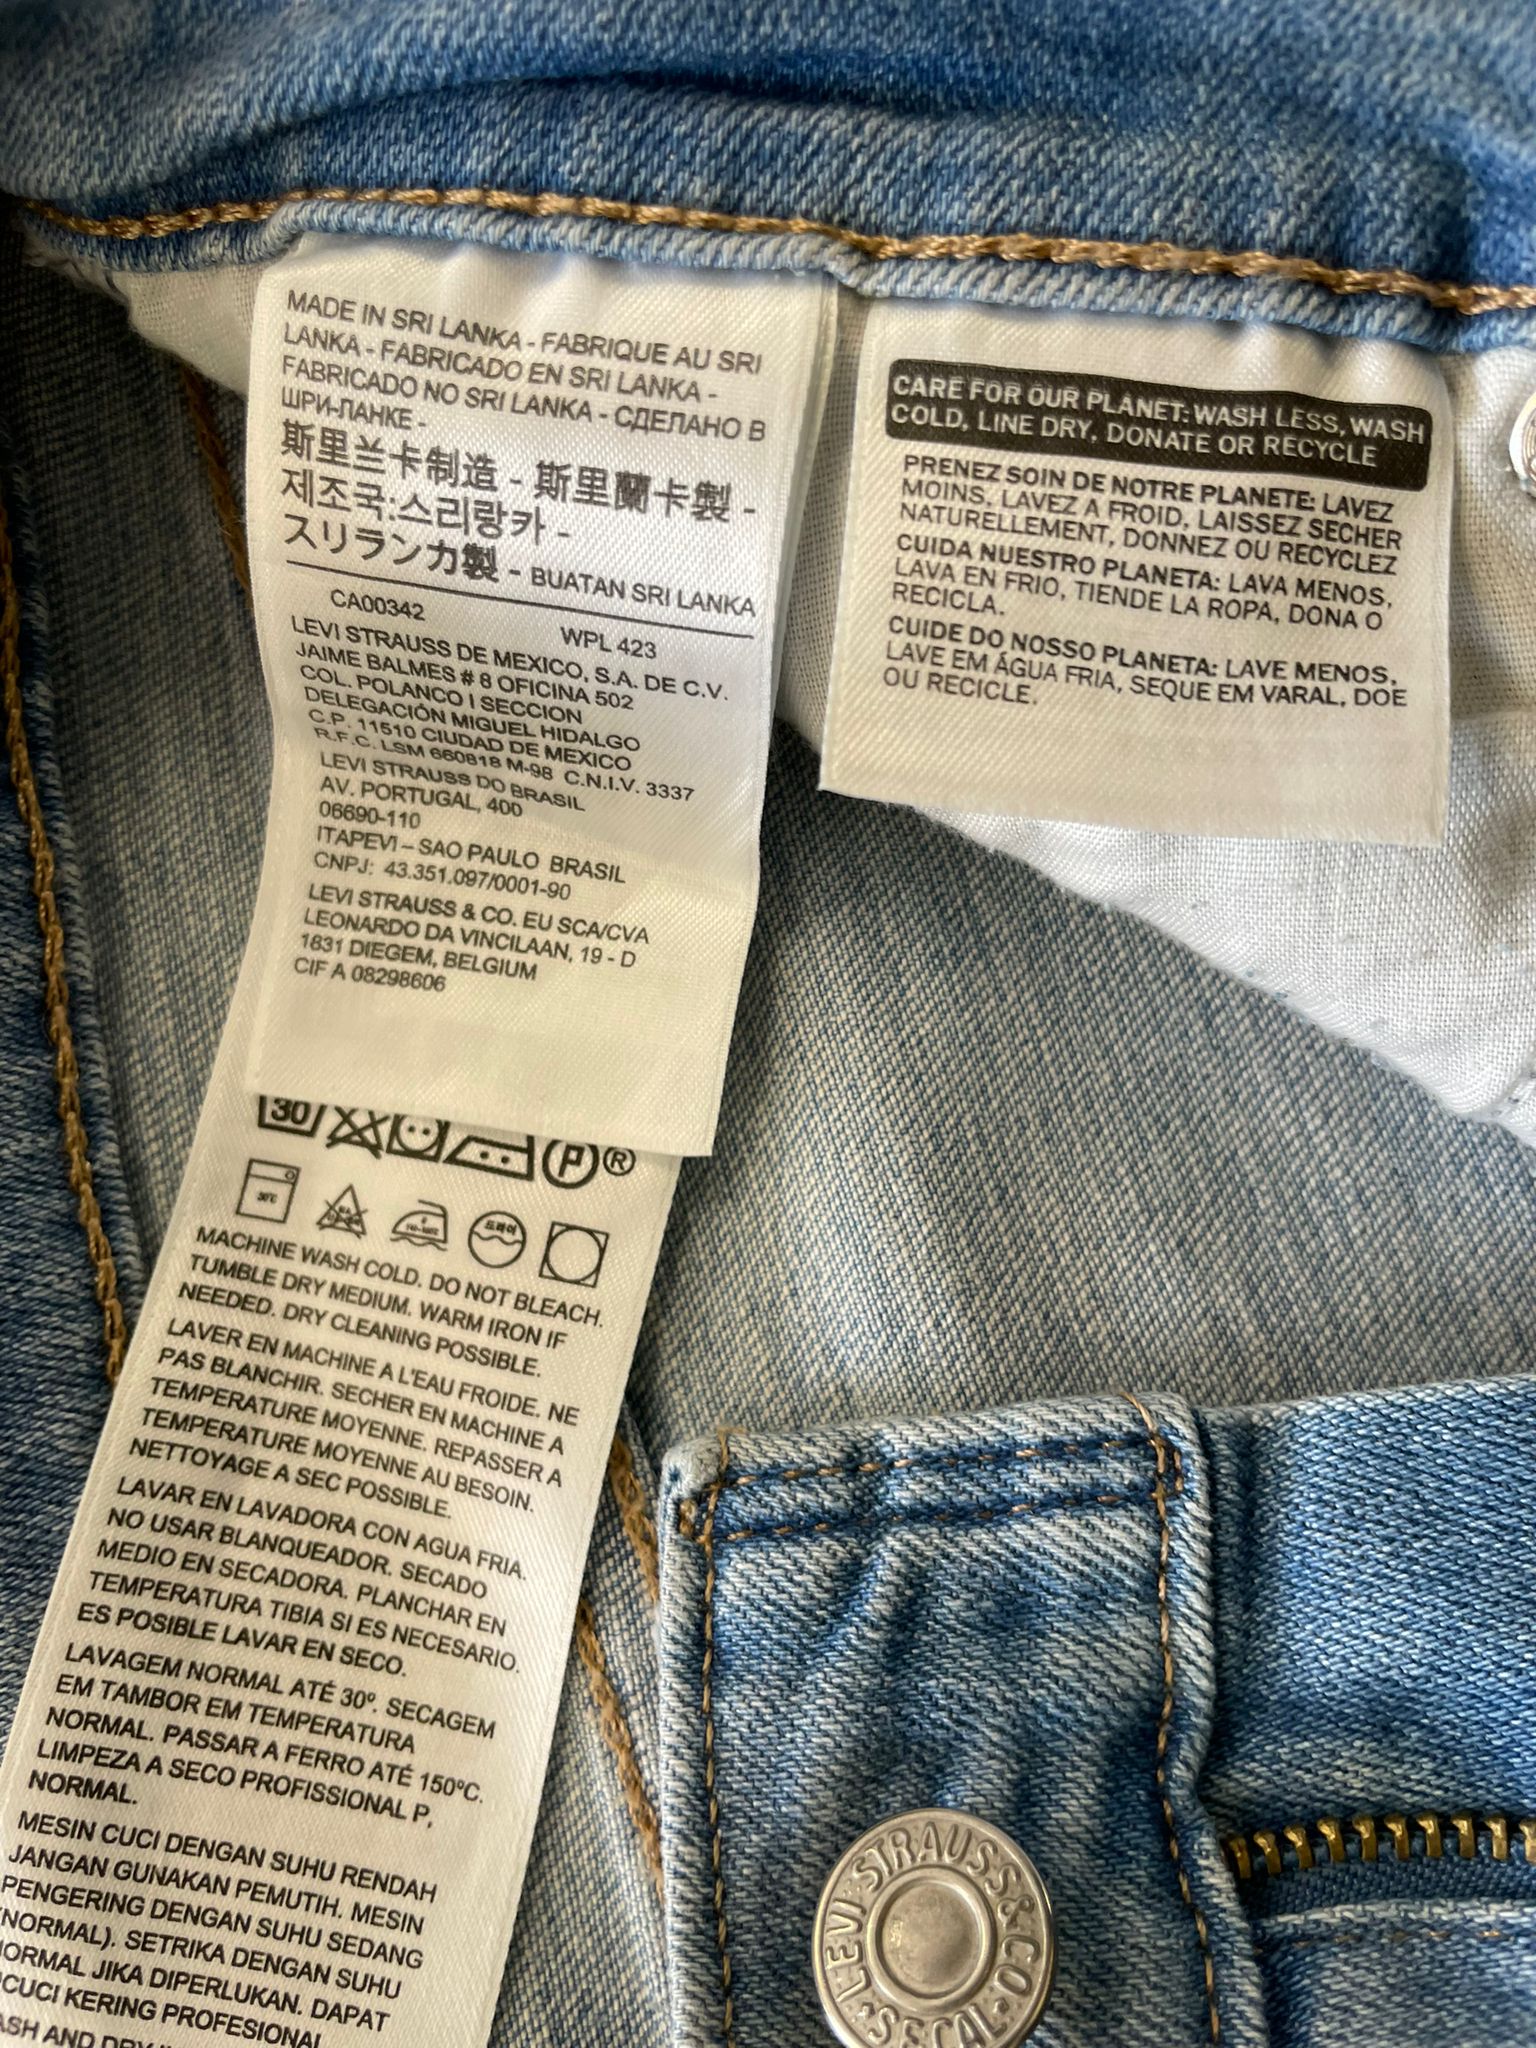 MADE IN SRI LANKA - FABRIQUE AU SRI
LANKA - FABRICADO EN SRI LANKA -
FABRICADO NO SRI LANKA - СДЕЛАНО В
ШРИ-ЛАНКЕ -
斯里兰卡制造 - 斯里蘭卡製 -
제조국:스리랑카 -
スリランカ製 - BUATAN SRI LANKA
CA00342 WPL 423
LEVI STRAUSS DE MEXICO, S.A. DE C.V.
JAIME BALMES # 8 OFICINA 502
COL. POLANCO I SECCION
DELEGACIÓN MIGUEL HIDALGO
C.P. 11510 CIUDAD DE MEXICO
R.F.C. LSM 660818 M-98 C.N.I.V. 3337
LEVI STRAUSS DO BRASIL
AV. PORTUGAL, 400
06690-110
ITAPEVI – SAO PAULO BRASIL
CNPJ: 43.351.097/0001-90
LEVI STRAUSS & CO. EU SCA/CVA
LEONARDO DA VINCILAAN, 19 - D
1831 DIEGEM, BELGIUM
CIF A 08298606
CARE FOR OUR PLANET: WASH LESS, WASH
COLD, LINE DRY, DONATE OR RECYCLE
PRENEZ SOIN DE NOTRE PLANETE: LAVEZ
MOINS, LAVEZ A FROID, LAISSEZ SECHER
NATURELLEMENT, DONNEZ OU RECYCLEZ
CUIDA NUESTRO PLANETA: LAVA MENOS,
LAVA EN FRIO, TIENDE LA ROPA, DONA O
RECICLA.
CUIDE DO NOSSO PLANETA: LAVE MENOS,
LAVE EM ÁGUA FRIA, SEQUE EM VARAL, DOE
OU RECICLE.
30 P ®
30℃ 드라이
MACHINE WASH COLD. DO NOT BLEACH.
TUMBLE DRY MEDIUM. WARM IRON IF
NEEDED. DRY CLEANING POSSIBLE.
LAVER EN MACHINE A L'EAU FROIDE. NE
PAS BLANCHIR. SECHER EN MACHINE A
TEMPERATURE MOYENNE. REPASSER A
TEMPERATURE MOYENNE AU BESOIN.
NETTOYAGE A SEC POSSIBLE.
LAVAR EN LAVADORA CON AGUA FRIA.
NO USAR BLANQUEADOR. SECADO
MEDIO EN SECADORA. PLANCHAR EN
TEMPERATURA TIBIA SI ES NECESARIO.
ES POSIBLE LAVAR EN SECO.
LAVAGEM NORMAL ATÉ 30º. SECAGEM
EM TAMBOR EM TEMPERATURA
NORMAL. PASSAR A FERRO ATÉ 150ºC.
LIMPEZA A SECO PROFISSIONAL P,
NORMAL.
MESIN CUCI DENGAN SUHU RENDAH
JANGAN GUNAKAN PEMUTIH. MESIN
PENGERING DENGAN SUHU SEDANG
(NORMAL). SETRIKA DENGAN SUHU
NORMAL JIKA DIPERLUKAN. DAPAT
CUCI KERING PROFESIONAL
AND
LEVI STRAUSS & CO.
S.F. CAL